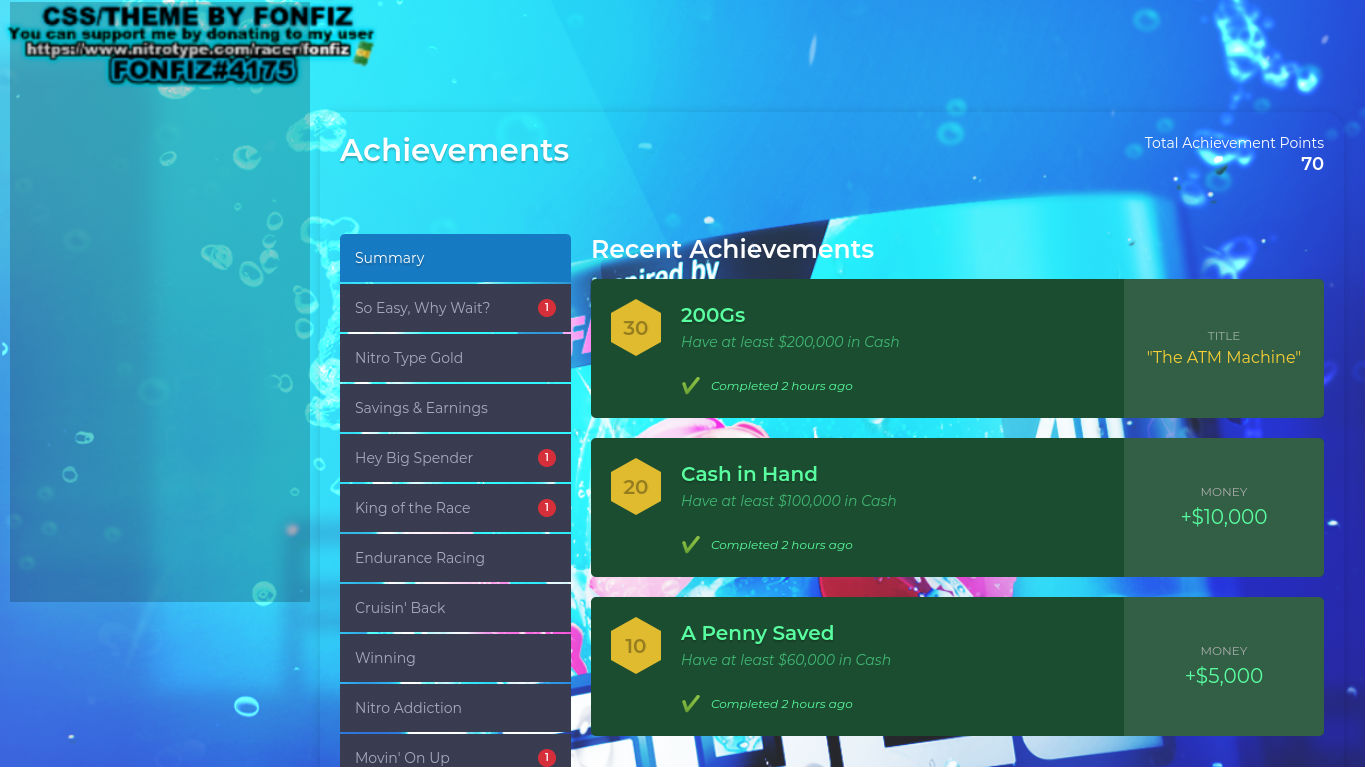 CSS/THEME BY FONFIZ
You can support me by donating to my user
https://www.nitrotype.com/racer/fonfiz
FONFIZ#4175
Achievements
Total Achievement Points
70
Summary
So Easy, Why Wait? 1
Nitro Type Gold
Savings & Earnings
Hey Big Spender 1
King of the Race 1
Endurance Racing
Cruisin' Back
Winning
Nitro Addiction
Movin' On Up 1
Recent Achievements
by
30
200Gs
Have at least $200,000 in Cash
Completed 2 hours ago
TITLE
"The ATM Machine"
20
Cash in Hand
Have at least $100,000 in Cash
Completed 2 hours ago
MONEY
+$10,000
10
A Penny Saved
Have at least $60,000 in Cash
Completed 2 hours ago
MONEY
+$5,000